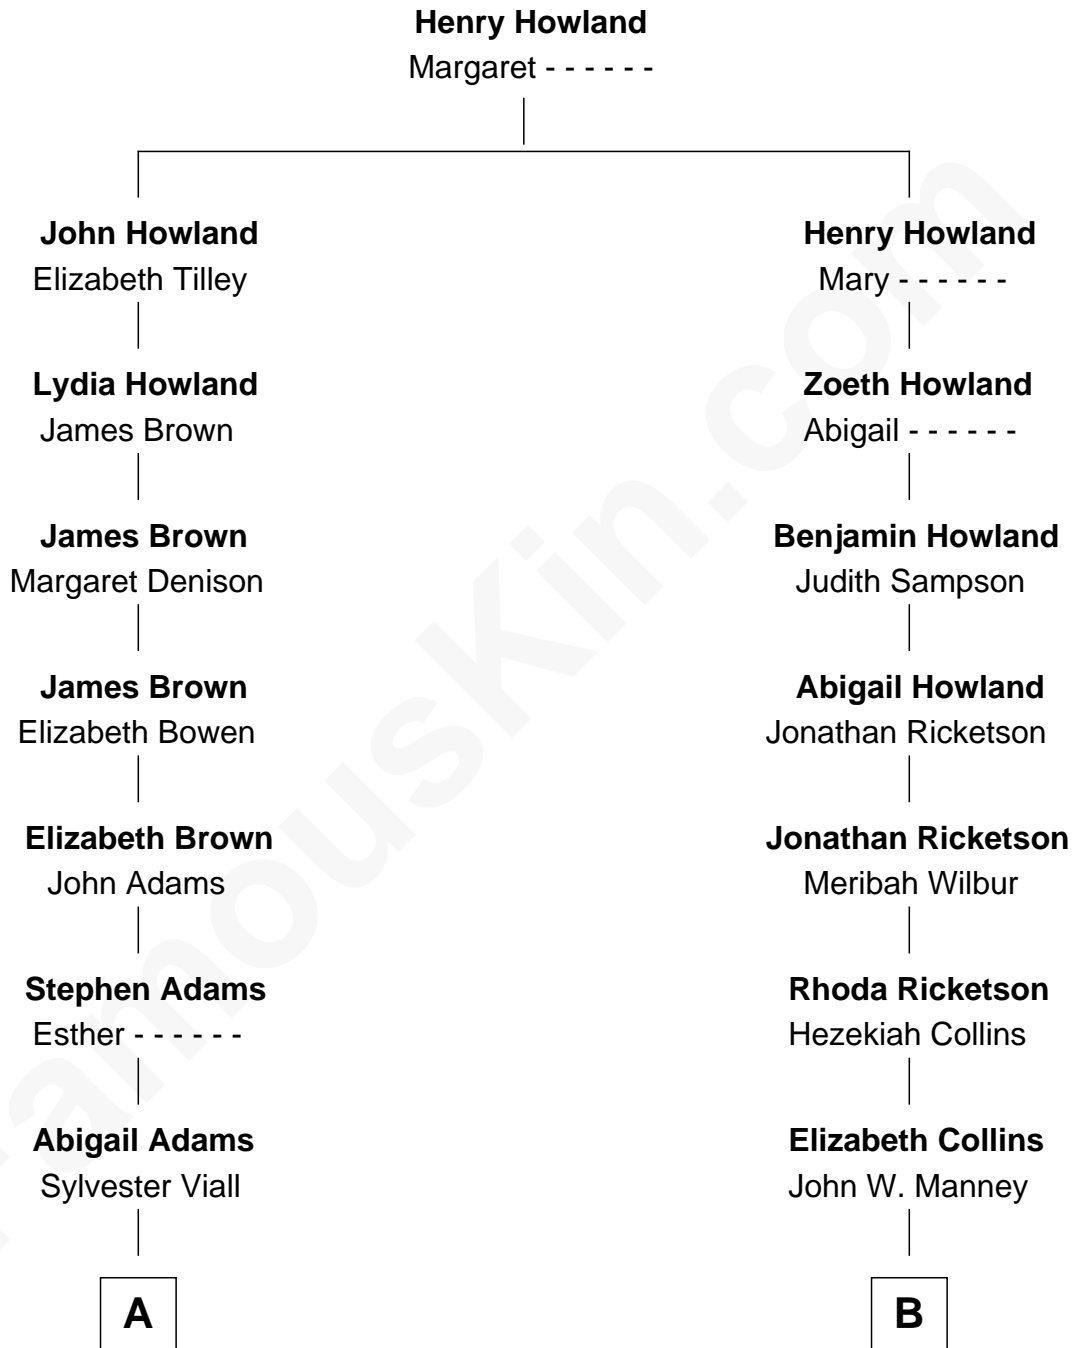 Henry Howland
Margaret - - - - - -
John Howland
Elizabeth Tilley
Henry Howland
Mary - - - - - -
Lydia Howland
James Brown
Zoeth Howland
Abigail - - - - - -
James Brown
Margaret Denison
Benjamin Howland
Judith Sampson
James Brown
Elizabeth Bowen
Abigail Howland
Jonathan Ricketson
Elizabeth Brown
John Adams
Jonathan Ricketson
Meribah Wilbur
Stephen Adams
Esther - - - - - -
Rhoda Ricketson
Hezekiah Collins
Abigail Adams
Sylvester Viall
Elizabeth Collins
John W. Manney
A
B
FamousKin.com